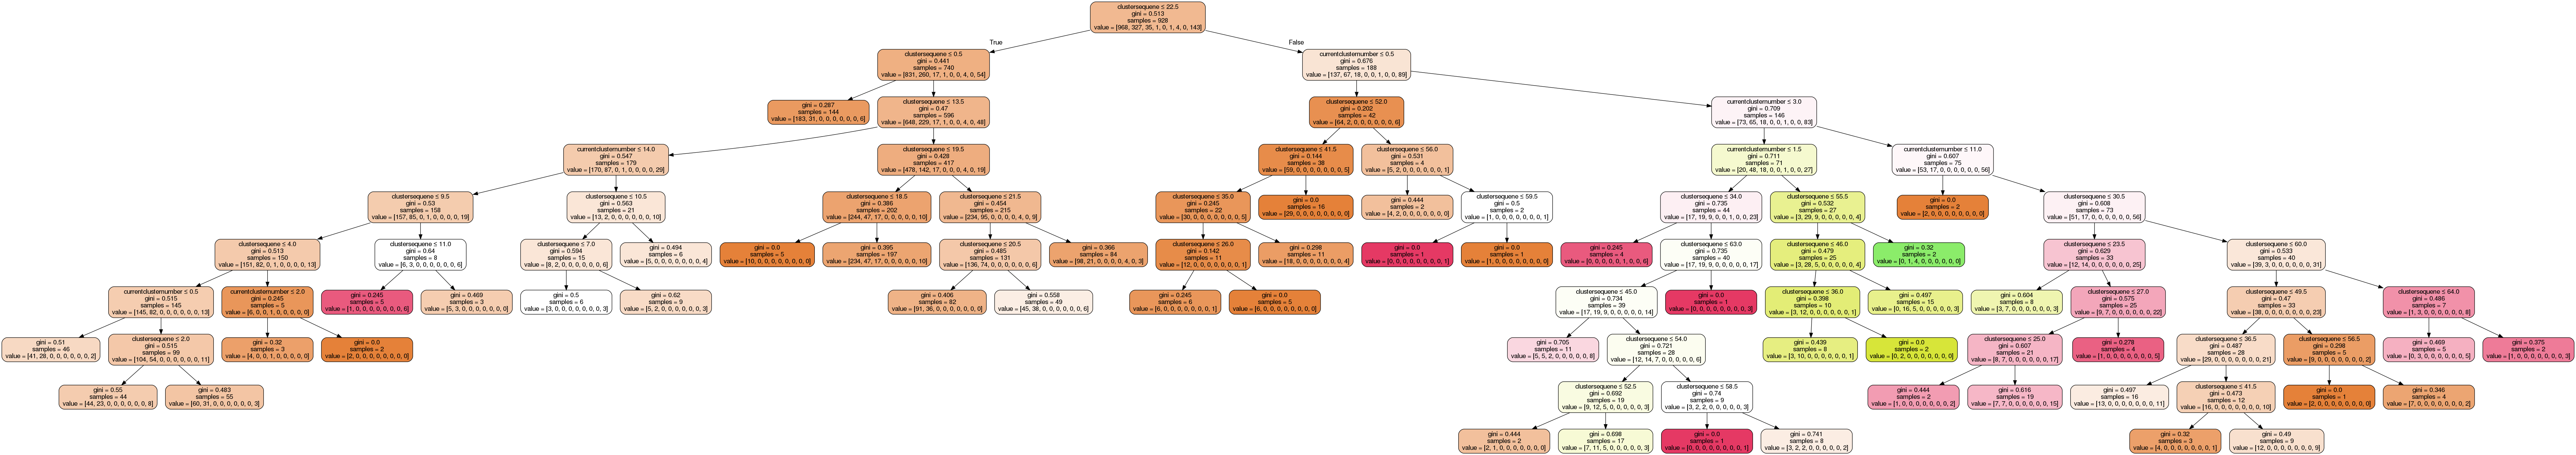 clustersequene ≤ 22.5
gini = 0.513
samples = 928
value = [968, 327, 35, 1, 0, 1, 4, 0, 143]
True
False
clustersequene ≤ 0.5
gini = 0.441
samples = 740
value = [831, 260, 17, 1, 0, 0, 4, 0, 54]
currentclusternumber ≤ 0.5
gini = 0.676
samples = 188
value = [137, 67, 18, 0, 0, 1, 0, 0, 89]
gini = 0.287
samples = 144
value = [183, 31, 0, 0, 0, 0, 0, 0, 6]
clustersequene ≤ 13.5
gini = 0.47
samples = 596
value = [648, 229, 17, 1, 0, 0, 4, 0, 48]
clustersequene ≤ 52.0
gini = 0.202
samples = 42
value = [64, 2, 0, 0, 0, 0, 0, 0, 6]
currentclusternumber ≤ 3.0
gini = 0.709
samples = 146
value = [73, 65, 18, 0, 0, 1, 0, 0, 83]
currentclusternumber ≤ 14.0
gini = 0.547
samples = 179
value = [170, 87, 0, 1, 0, 0, 0, 0, 29]
clustersequene ≤ 19.5
gini = 0.428
samples = 417
value = [478, 142, 17, 0, 0, 0, 4, 0, 19]
clustersequene ≤ 41.5
gini = 0.144
samples = 38
value = [59, 0, 0, 0, 0, 0, 0, 0, 5]
clustersequene ≤ 56.0
gini = 0.531
samples = 4
value = [5, 2, 0, 0, 0, 0, 0, 0, 1]
currentclusternumber ≤ 1.5
gini = 0.711
samples = 71
value = [20, 48, 18, 0, 0, 1, 0, 0, 27]
currentclusternumber ≤ 11.0
gini = 0.607
samples = 75
value = [53, 17, 0, 0, 0, 0, 0, 0, 56]
clustersequene ≤ 9.5
gini = 0.53
samples = 158
value = [157, 85, 0, 1, 0, 0, 0, 0, 19]
clustersequene ≤ 10.5
gini = 0.563
samples = 21
value = [13, 2, 0, 0, 0, 0, 0, 0, 10]
clustersequene ≤ 18.5
gini = 0.386
samples = 202
value = [244, 47, 17, 0, 0, 0, 0, 0, 10]
clustersequene ≤ 21.5
gini = 0.454
samples = 215
value = [234, 95, 0, 0, 0, 0, 4, 0, 9]
clustersequene ≤ 35.0
gini = 0.245
samples = 22
value = [30, 0, 0, 0, 0, 0, 0, 0, 5]
gini = 0.0
samples = 16
value = [29, 0, 0, 0, 0, 0, 0, 0, 0]
gini = 0.444
samples = 2
value = [4, 2, 0, 0, 0, 0, 0, 0, 0]
clustersequene ≤ 59.5
gini = 0.5
samples = 2
value = [1, 0, 0, 0, 0, 0, 0, 0, 1]
clustersequene ≤ 34.0
gini = 0.735
samples = 44
value = [17, 19, 9, 0, 0, 1, 0, 0, 23]
clustersequene ≤ 55.5
gini = 0.532
samples = 27
value = [3, 29, 9, 0, 0, 0, 0, 0, 4]
gini = 0.0
samples = 2
value = [2, 0, 0, 0, 0, 0, 0, 0, 0]
clustersequene ≤ 30.5
gini = 0.608
samples = 73
value = [51, 17, 0, 0, 0, 0, 0, 0, 56]
clustersequene ≤ 4.0
gini = 0.513
samples = 150
value = [151, 82, 0, 1, 0, 0, 0, 0, 13]
clustersequene ≤ 11.0
gini = 0.64
samples = 8
value = [6, 3, 0, 0, 0, 0, 0, 0, 6]
clustersequene ≤ 7.0
gini = 0.594
samples = 15
value = [8, 2, 0, 0, 0, 0, 0, 0, 6]
gini = 0.494
samples = 6
value = [5, 0, 0, 0, 0, 0, 0, 0, 4]
gini = 0.0
samples = 5
value = [10, 0, 0, 0, 0, 0, 0, 0, 0]
gini = 0.395
samples = 197
value = [234, 47, 17, 0, 0, 0, 0, 0, 10]
clustersequene ≤ 20.5
gini = 0.485
samples = 131
value = [136, 74, 0, 0, 0, 0, 0, 0, 6]
gini = 0.366
samples = 84
value = [98, 21, 0, 0, 0, 0, 4, 0, 3]
clustersequene ≤ 26.0
gini = 0.142
samples = 11
value = [12, 0, 0, 0, 0, 0, 0, 0, 1]
gini = 0.298
samples = 11
value = [18, 0, 0, 0, 0, 0, 0, 0, 4]
gini = 0.0
samples = 1
value = [0, 0, 0, 0, 0, 0, 0, 0, 1]
gini = 0.0
samples = 1
value = [1, 0, 0, 0, 0, 0, 0, 0, 0]
gini = 0.245
samples = 4
value = [0, 0, 0, 0, 0, 1, 0, 0, 6]
clustersequene ≤ 63.0
gini = 0.735
samples = 40
value = [17, 19, 9, 0, 0, 0, 0, 0, 17]
clustersequene ≤ 46.0
gini = 0.479
samples = 25
value = [3, 28, 5, 0, 0, 0, 0, 0, 4]
gini = 0.32
samples = 2
value = [0, 1, 4, 0, 0, 0, 0, 0, 0]
clustersequene ≤ 23.5
gini = 0.629
samples = 33
value = [12, 14, 0, 0, 0, 0, 0, 0, 25]
clustersequene ≤ 60.0
gini = 0.533
samples = 40
value = [39, 3, 0, 0, 0, 0, 0, 0, 31]
currentclusternumber ≤ 0.5
gini = 0.515
samples = 145
value = [145, 82, 0, 0, 0, 0, 0, 0, 13]
currentclusternumber ≤ 2.0
gini = 0.245
samples = 5
value = [6, 0, 0, 1, 0, 0, 0, 0, 0]
gini = 0.245
samples = 5
value = [1, 0, 0, 0, 0, 0, 0, 0, 6]
gini = 0.469
samples = 3
value = [5, 3, 0, 0, 0, 0, 0, 0, 0]
gini = 0.5
samples = 6
value = [3, 0, 0, 0, 0, 0, 0, 0, 3]
gini = 0.62
samples = 9
value = [5, 2, 0, 0, 0, 0, 0, 0, 3]
gini = 0.406
samples = 82
value = [91, 36, 0, 0, 0, 0, 0, 0, 0]
gini = 0.558
samples = 49
value = [45, 38, 0, 0, 0, 0, 0, 0, 6]
gini = 0.245
samples = 6
value = [6, 0, 0, 0, 0, 0, 0, 0, 1]
gini = 0.0
samples = 5
value = [6, 0, 0, 0, 0, 0, 0, 0, 0]
clustersequene ≤ 45.0
gini = 0.734
samples = 39
value = [17, 19, 9, 0, 0, 0, 0, 0, 14]
gini = 0.0
samples = 1
value = [0, 0, 0, 0, 0, 0, 0, 0, 3]
clustersequene ≤ 36.0
gini = 0.398
samples = 10
value = [3, 12, 0, 0, 0, 0, 0, 0, 1]
gini = 0.497
samples = 15
value = [0, 16, 5, 0, 0, 0, 0, 0, 3]
gini = 0.604
samples = 8
value = [3, 7, 0, 0, 0, 0, 0, 0, 3]
clustersequene ≤ 27.0
gini = 0.575
samples = 25
value = [9, 7, 0, 0, 0, 0, 0, 0, 22]
clustersequene ≤ 49.5
gini = 0.47
samples = 33
value = [38, 0, 0, 0, 0, 0, 0, 0, 23]
clustersequene ≤ 64.0
gini = 0.486
samples = 7
value = [1, 3, 0, 0, 0, 0, 0, 0, 8]
gini = 0.51
samples = 46
value = [41, 28, 0, 0, 0, 0, 0, 0, 2]
clustersequene ≤ 2.0
gini = 0.515
samples = 99
value = [104, 54, 0, 0, 0, 0, 0, 0, 11]
gini = 0.32
samples = 3
value = [4, 0, 0, 1, 0, 0, 0, 0, 0]
gini = 0.0
samples = 2
value = [2, 0, 0, 0, 0, 0, 0, 0, 0]
gini = 0.705
samples = 11
value = [5, 5, 2, 0, 0, 0, 0, 0, 8]
clustersequene ≤ 54.0
gini = 0.721
samples = 28
value = [12, 14, 7, 0, 0, 0, 0, 0, 6]
gini = 0.439
samples = 8
value = [3, 10, 0, 0, 0, 0, 0, 0, 1]
gini = 0.0
samples = 2
value = [0, 2, 0, 0, 0, 0, 0, 0, 0]
clustersequene ≤ 25.0
gini = 0.607
samples = 21
value = [8, 7, 0, 0, 0, 0, 0, 0, 17]
gini = 0.278
samples = 4
value = [1, 0, 0, 0, 0, 0, 0, 0, 5]
clustersequene ≤ 36.5
gini = 0.487
samples = 28
value = [29, 0, 0, 0, 0, 0, 0, 0, 21]
clustersequene ≤ 56.5
gini = 0.298
samples = 5
value = [9, 0, 0, 0, 0, 0, 0, 0, 2]
gini = 0.469
samples = 5
value = [0, 3, 0, 0, 0, 0, 0, 0, 5]
gini = 0.375
samples = 2
value = [1, 0, 0, 0, 0, 0, 0, 0, 3]
gini = 0.55
samples = 44
value = [44, 23, 0, 0, 0, 0, 0, 0, 8]
gini = 0.483
samples = 55
value = [60, 31, 0, 0, 0, 0, 0, 0, 3]
clustersequene ≤ 52.5
gini = 0.692
samples = 19
value = [9, 12, 5, 0, 0, 0, 0, 0, 3]
clustersequene ≤ 58.5
gini = 0.74
samples = 9
value = [3, 2, 2, 0, 0, 0, 0, 0, 3]
gini = 0.444
samples = 2
value = [1, 0, 0, 0, 0, 0, 0, 0, 2]
gini = 0.616
samples = 19
value = [7, 7, 0, 0, 0, 0, 0, 0, 15]
gini = 0.497
samples = 16
value = [13, 0, 0, 0, 0, 0, 0, 0, 11]
clustersequene ≤ 41.5
gini = 0.473
samples = 12
value = [16, 0, 0, 0, 0, 0, 0, 0, 10]
gini = 0.0
samples = 1
value = [2, 0, 0, 0, 0, 0, 0, 0, 0]
gini = 0.346
samples = 4
value = [7, 0, 0, 0, 0, 0, 0, 0, 2]
gini = 0.444
samples = 2
value = [2, 1, 0, 0, 0, 0, 0, 0, 0]
gini = 0.698
samples = 17
value = [7, 11, 5, 0, 0, 0, 0, 0, 3]
gini = 0.0
samples = 1
value = [0, 0, 0, 0, 0, 0, 0, 0, 1]
gini = 0.741
samples = 8
value = [3, 2, 2, 0, 0, 0, 0, 0, 2]
gini = 0.32
samples = 3
value = [4, 0, 0, 0, 0, 0, 0, 0, 1]
gini = 0.49
samples = 9
value = [12, 0, 0, 0, 0, 0, 0, 0, 9]